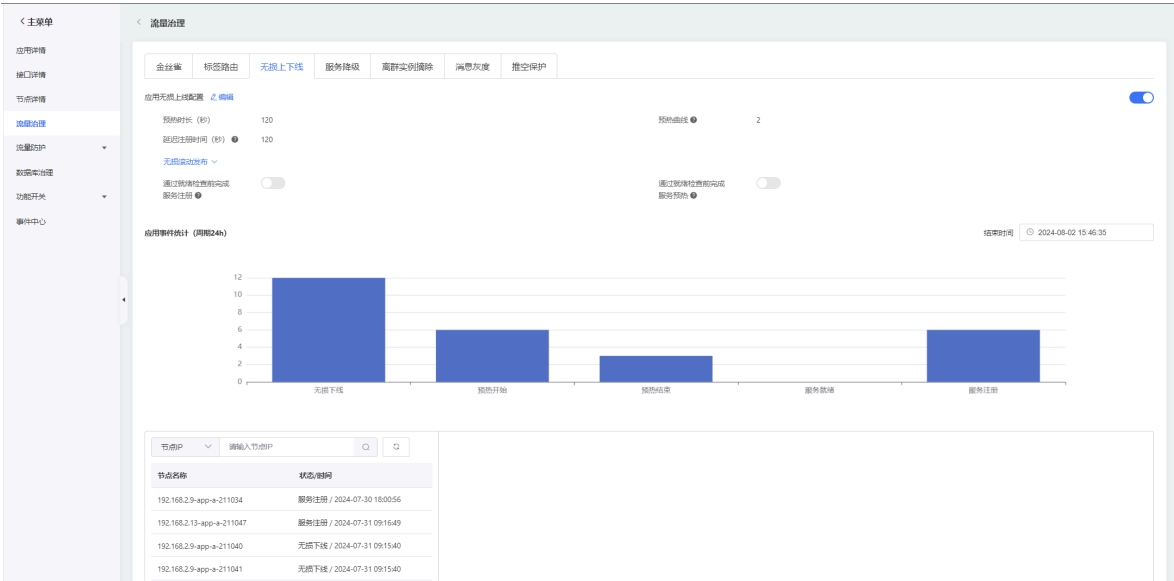 主菜单
流量治理
应用详情
接口详情
节点详情
流量治理
流量防护
数据库治理
功能开关
事件中心
金丝雀 标签路由 无损上下线 服务降级 离群实例摘除 消息灰度 推空保护
应用无损上线配置 编辑
预热时长（秒） 120 预热曲线 2
延迟注册时间（秒） 120
无损滚动发布
通过就绪检查前完成服务注册
通过就绪检查前完成服务预热
应用事件统计（周期24h） 结束时间 2024-08-02 15:46:35
12
10
8
6
4
2
0
无损下线 预热开始 预热结束 服务就绪 服务注册
节点IP 请输入节点IP
节点名称 状态/时间
192.168.2.9-app-a-211034 服务注册 / 2024-07-30 18:00:56
192.168.2.13-app-a-211047 服务注册 / 2024-07-31 09:16:49
192.168.2.9-app-a-211040 无损下线 / 2024-07-31 09:15:40
192.168.2.9-app-a-211041 无损下线 / 2024-07-31 09:15:40